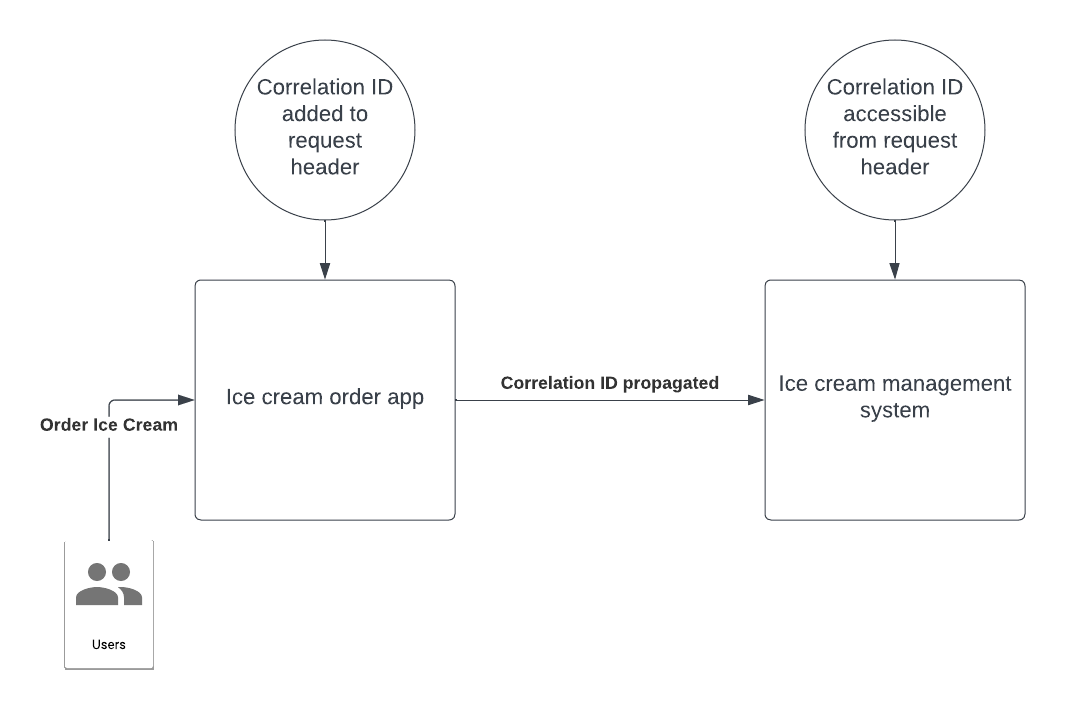 Correlation ID
added to
request
header
Correlation ID
accessible
from request
header
Ice cream order app
Correlation ID propagated
Ice cream management
system
Order Ice Cream
Users